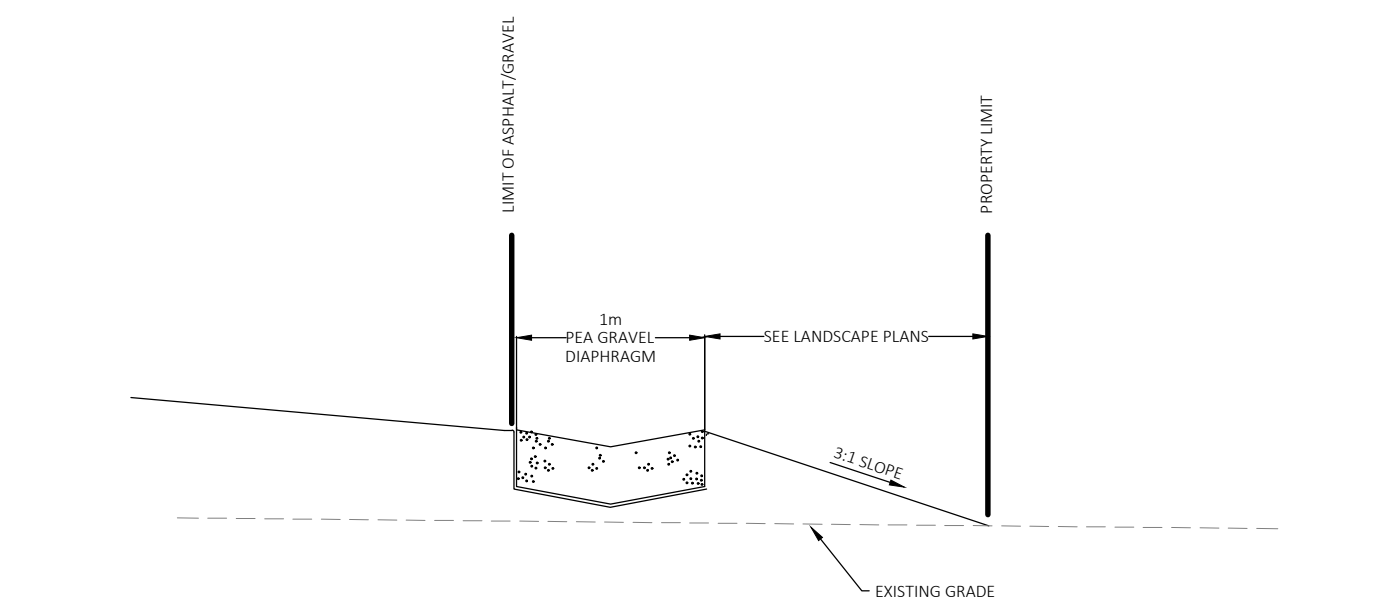 LIMIT OF ASPHALT/GRAVEL
PROPERTY LIMIT
1m
PEA GRAVEL
DIAPHRAGM
SEE LANDSCAPE PLANS
3:1 SLOPE
EXISTING GRADE